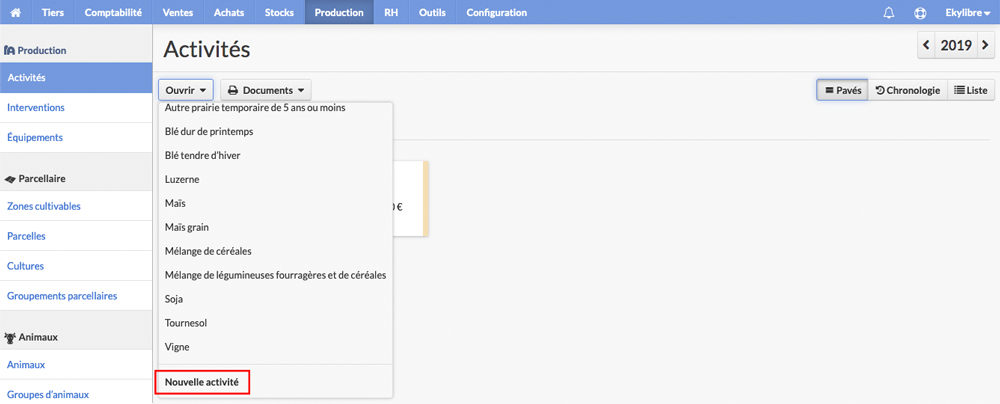 Tiers Comptabilité Ventes Achats Stocks Production RH Outils Configuration Ekylibre
Production
Activités
Interventions
Équipements
Parcellaire
Zones cultivables
Parcelles
Cultures
Groupements parcellaires
Animaux
Animaux
Groupes d'animaux
Activités
2019
Ouvrir
Documents
Pavés
Chronologie
Liste
Autre prairie temporaire de 5 ans ou moins
Blé dur de printemps
Blé tendre d'hiver
Luzerne
Maïs
Maïs grain
Mélange de céréales
Mélange de légumineuses fourragères et de céréales
Soja
Tournesol
Vigne
Nouvelle activité
0 €